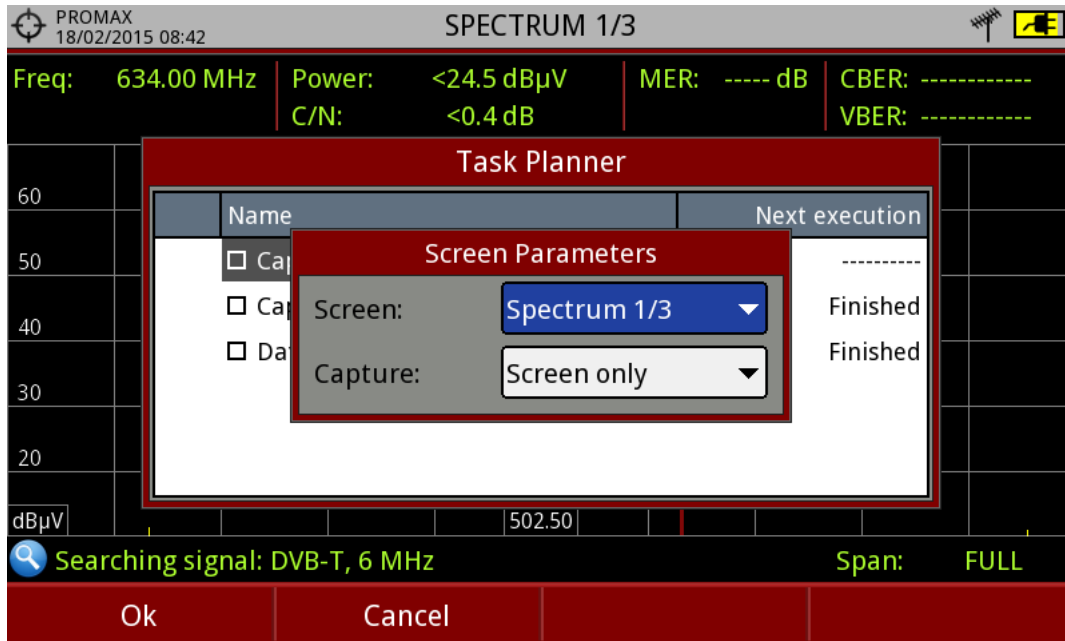 PROMAX
18/02/2015 08:42
SPECTRUM 1/3
Freq: 634.00 MHz
Power: <24.5 dBµV
MER: ----- dB
CBER: ------------
C/N: <0.4 dB
VBER: ------------
Task Planner
Name
Next execution
Screen Parameters
----------
Screen: Spectrum 1/3
Finished
Capture: Screen only
Finished
60
50
40
30
20
dBµV
502.50
Searching signal: DVB-T, 6 MHz
Span: FULL
Ok
Cancel